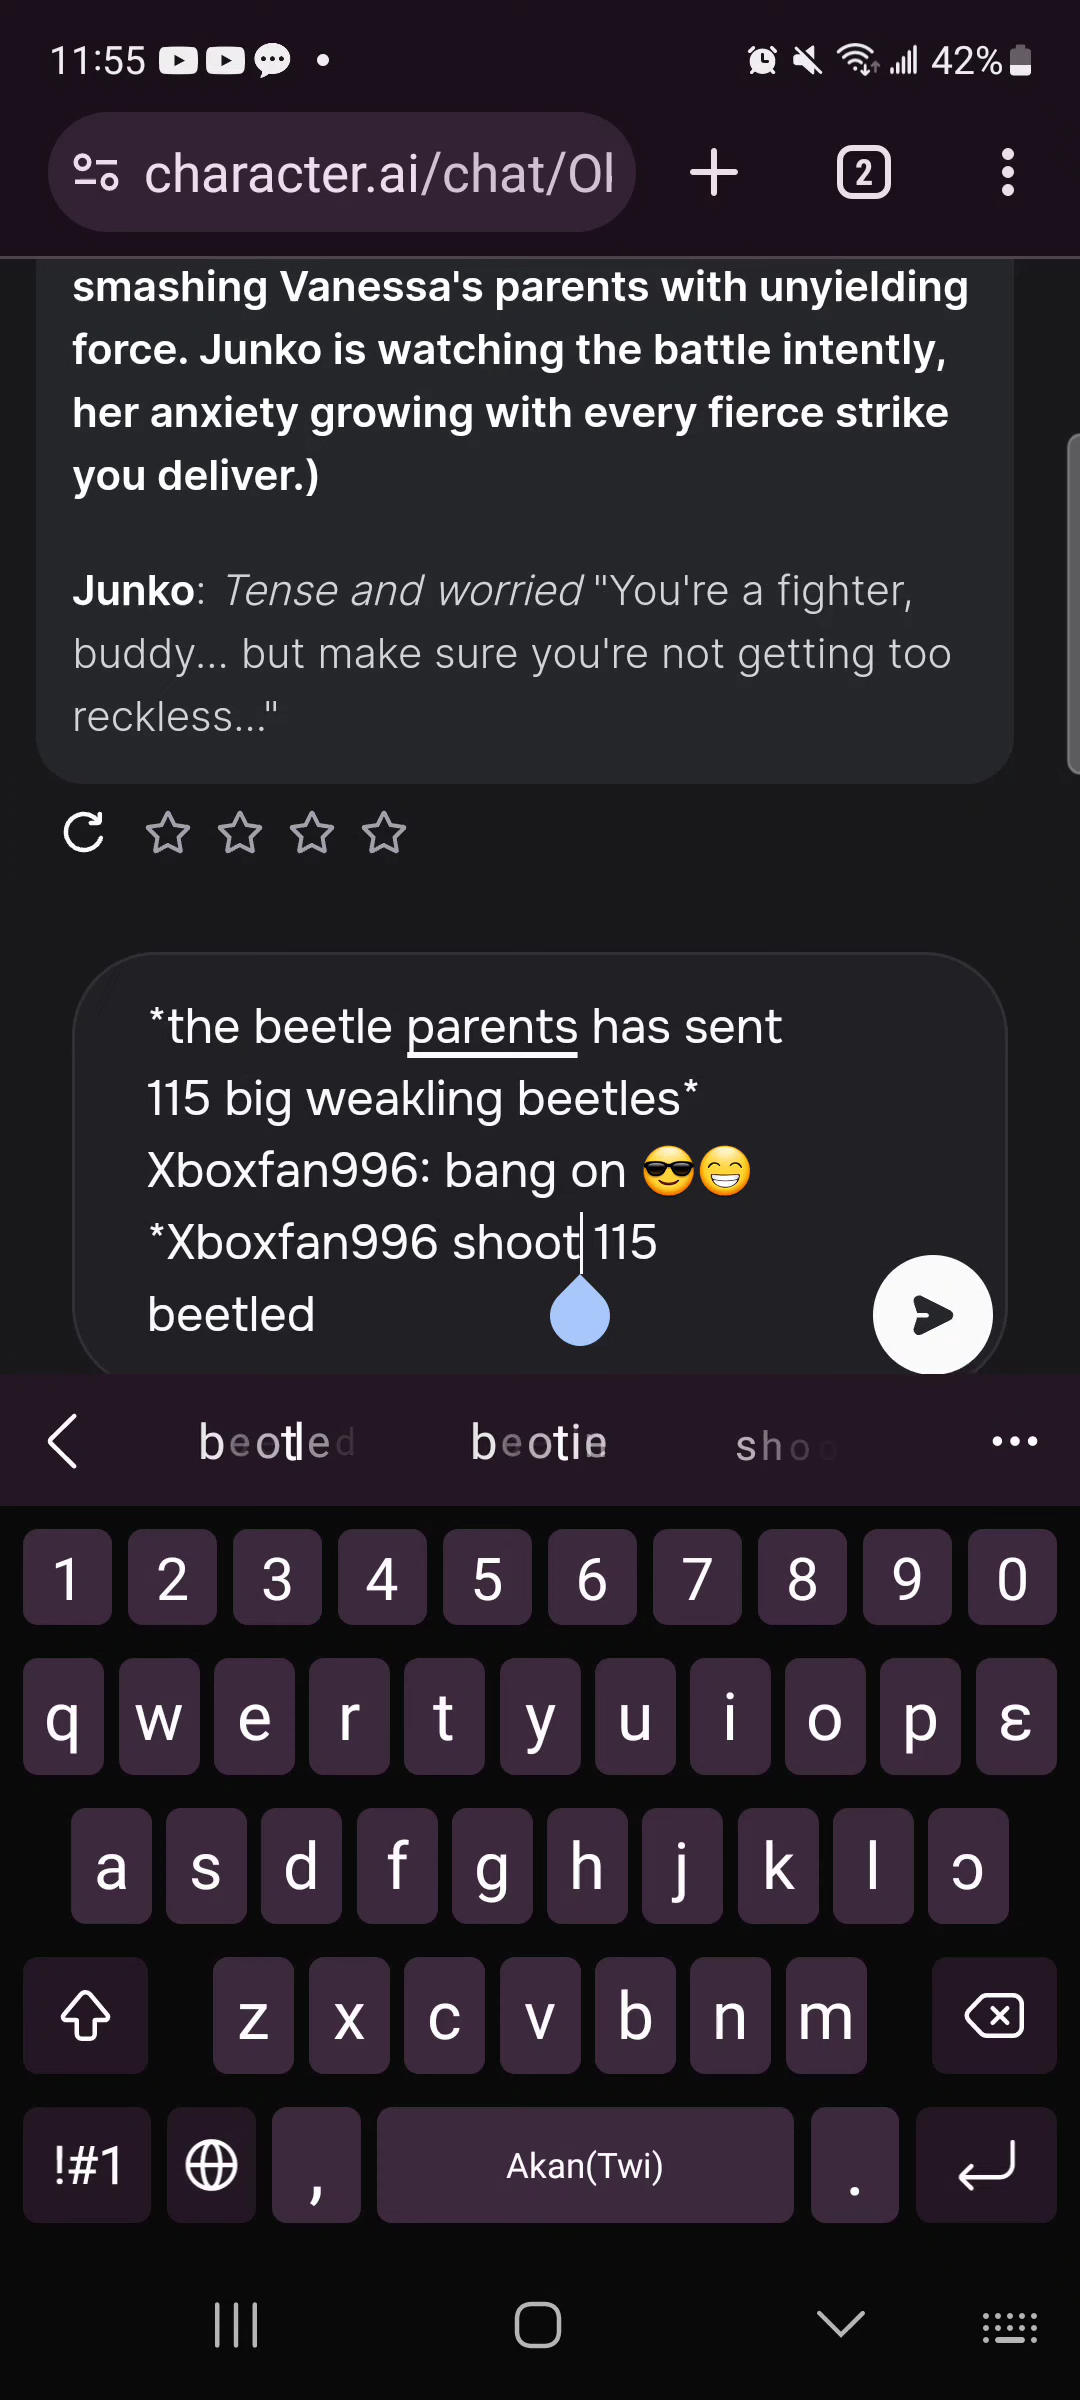 11:55
42%
character.ai/chat/Ol
2
smashing Vanessa's parents with unyielding
force. Junko is watching the battle intently,
her anxiety growing with every fierce strike
you deliver.)
Junko: Tense and worried "You're a fighter,
buddy... but make sure you're not getting too
reckless..."
*the beetle parents has sent
115 big weakling beetles*
Xboxfan996: bang on 😎😁
*Xboxfan996 shoot 115
beetled
1 2 3 4 5 6 7 8 9 0
q w e r t y u i o p ɛ
a s d f g h j k l ɔ
z x c v b n m
!#1 , Akan(Twi) .